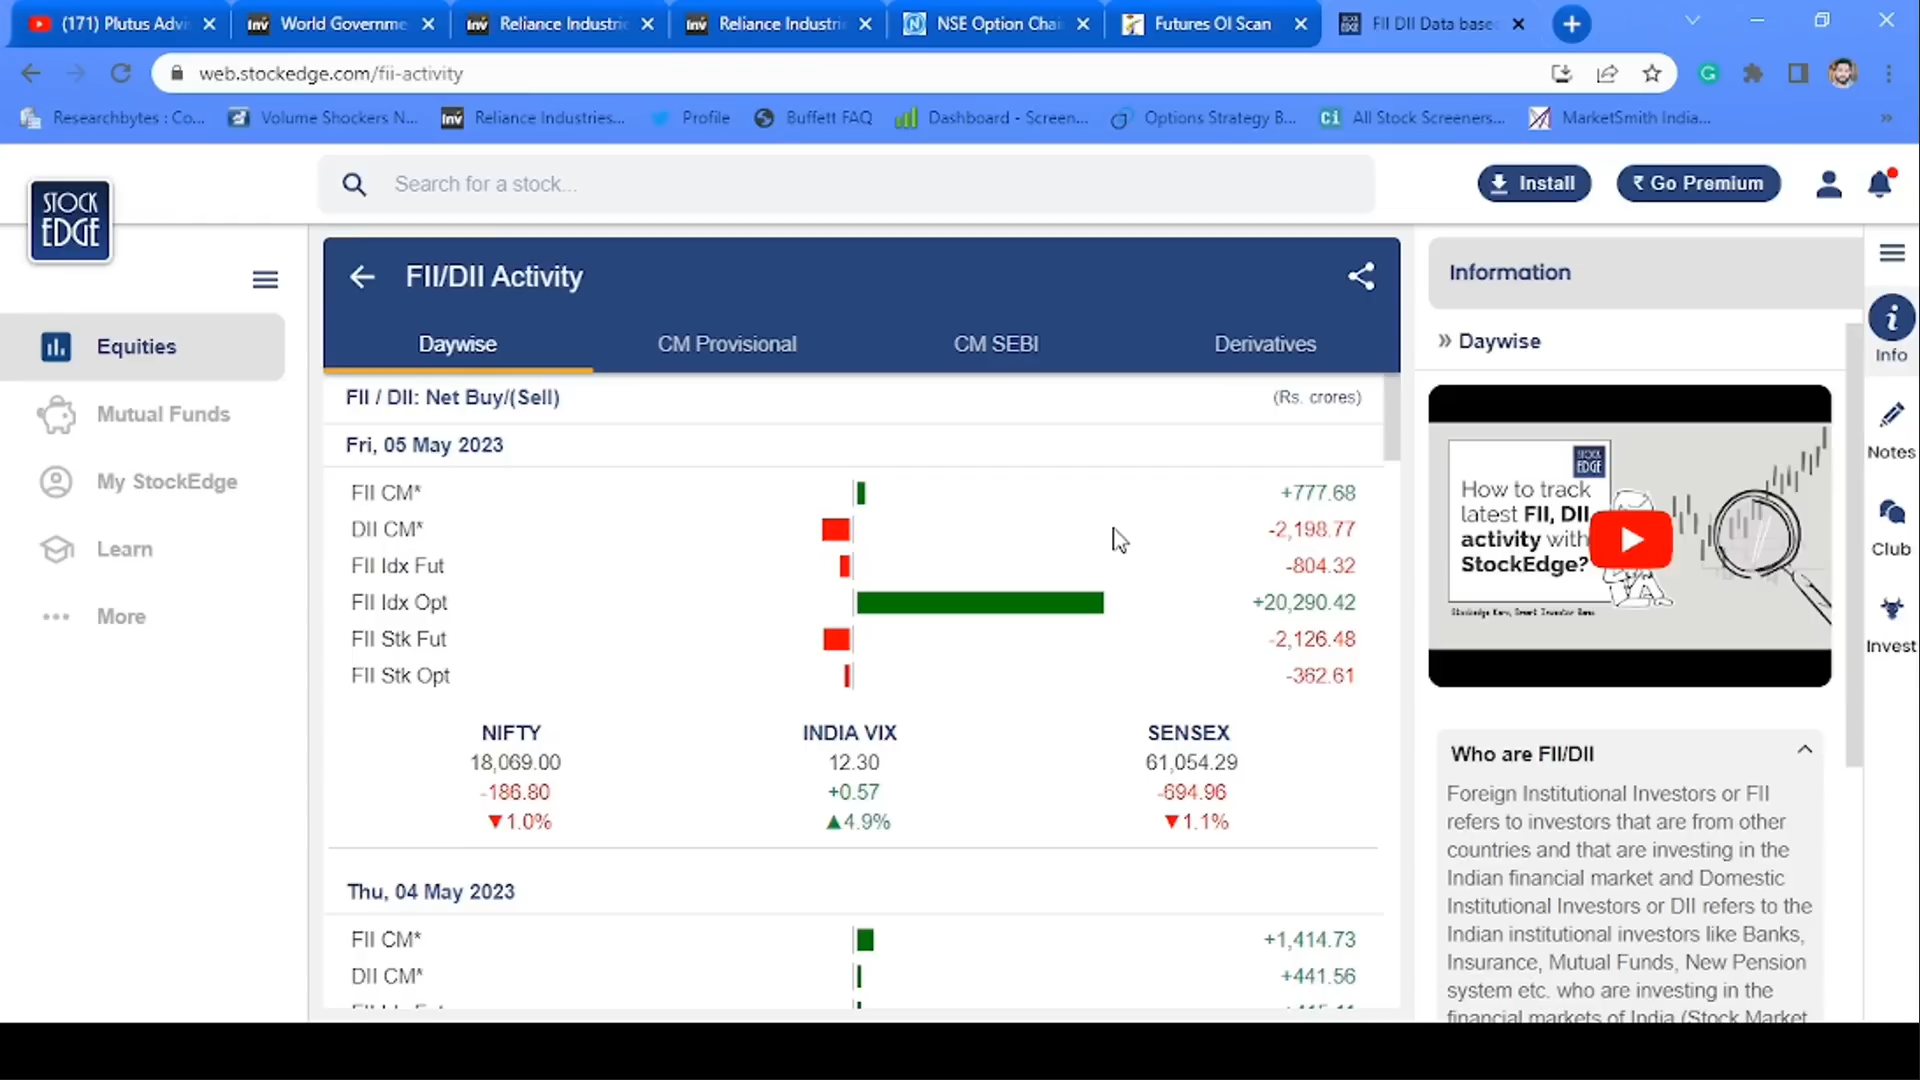 (171) Plutus Advi
World Governme
Reliance Industri
Reliance Industri
NSE Option Chai
Futures OI Scan
FII DII Data base
web.stockedge.com/fii-activity
Researchbytes : Co...
Volume Shockers N...
Reliance Industries...
Profile
Buffett FAQ
Dashboard - Screen...
Options Strategy B...
All Stock Screeners...
MarketSmith India...
STOCK
EDGE
Search for a stock...
Install
₹ Go Premium
Equities
Mutual Funds
My StockEdge
Learn
More
FII/DII Activity
Daywise CM Provisional CM SEBI Derivatives
FII / DII: Net Buy/(Sell) (Rs. crores)
Fri, 05 May 2023
FII CM* +777.68
DII CM* -2,198.77
FII Idx Fut -804.32
FII Idx Opt +20,290.42
FII Stk Fut -2,126.48
FII Stk Opt -362.61
NIFTY INDIA VIX SENSEX
18,069.00 12.30 61,054.29
-186.80 +0.57 -694.96
▼1.0% ▲4.9% ▼1.1%
Thu, 04 May 2023
FII CM* +1,414.73
DII CM* +441.56
Information
» Daywise
STOCK
EDGE
How to track
latest FII, DII
activity with
StockEdge?
Who are FII/DII
Foreign Institutional Investors or FII
refers to investors that are from other
countries and that are investing in the
Indian financial market and Domestic
Institutional Investors or DII refers to the
Indian institutional investors like Banks,
Insurance, Mutual Funds, New Pension
system etc. who are investing in the
financial markets of India (Stock Market
Info
Notes
Club
Invest